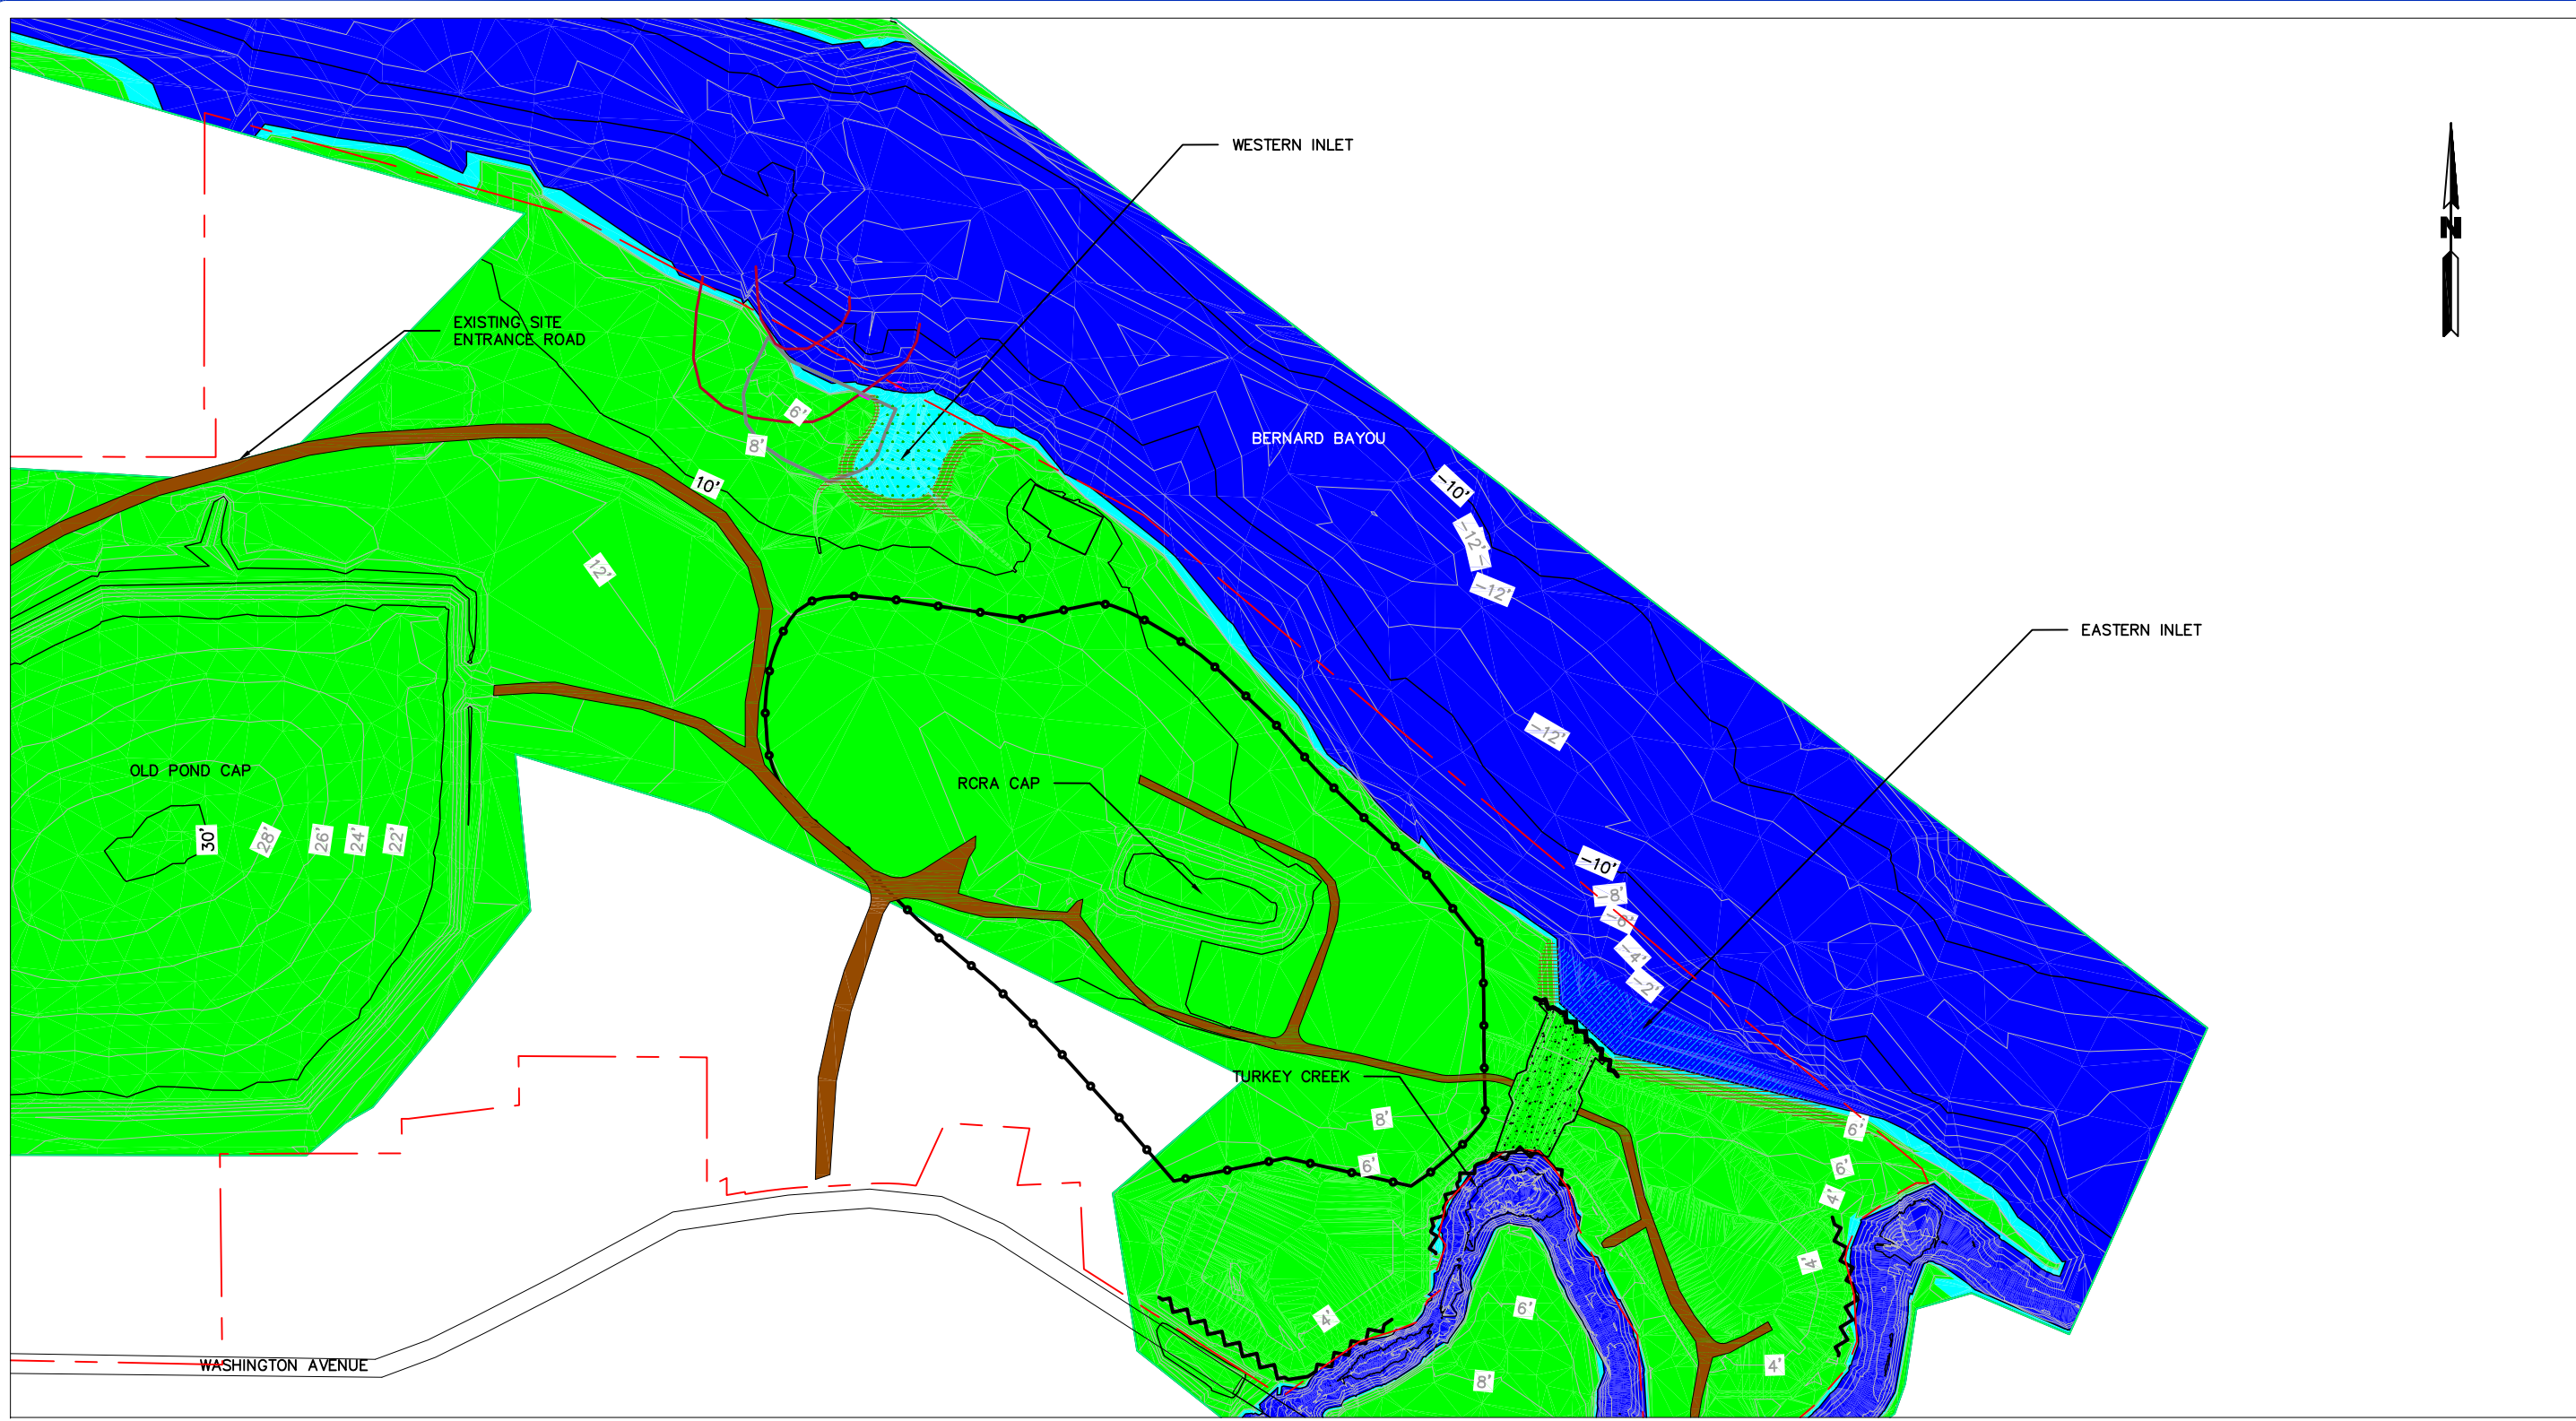 WESTERN INLET
N
EXISTING SITE
ENTRANCE ROAD
6'
8'
BERNARD BAYOU
10'
-10'
-12'
12'
-12'
EASTERN INLET
-12'
OLD POND CAP
RCRA CAP
30'
28'
26'
24'
22'
-10'
-8'
-6'
-4'
-2'
TURKEY CREEK
8'
6'
6'
6'
4'
4'
4'
6'
WASHINGTON AVENUE
8'
4'